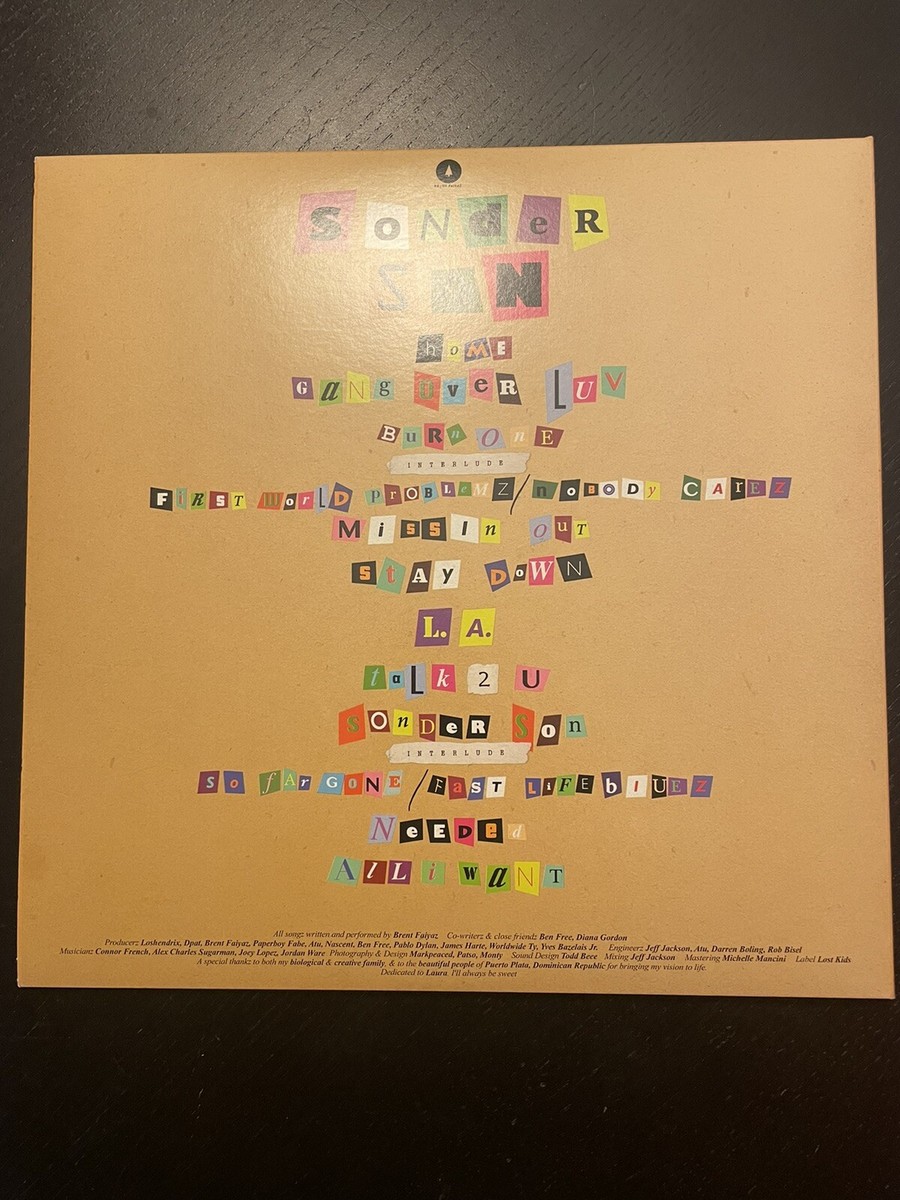 SoNdeR
SoN
hoME
GANg OverR LUV
BuRn OnE
INTERLUDE
FiRST WorlD pROBLeMZ/nOBODy CAreZ
MissIn ouT
StAY DoWN
L.A.
talk 2 U
SOnDeR Son
INTERLUDE
So fArGONE/FasT LiFEblUEZ
NeEDEd
AlLi waNT
All songz written and performed by Brent Faiyaz Co-writerz & close friendz Ben Free, Diana Gordon
Producerz Loshendrix, Dpat, Brent Faiyaz, Paperboy Fabe, Atu, Nascent, Ben Free, Pablo Dylan, James Harte, Worldwide Ty, Yves Bazelais Jr. Engineerz Jeff Jackson, Atu, Darren Boling, Rob Bisel
Musicianz Connor French, Alex Charles Sugarman, Joey Lopez, Jordan Ware Photography & Design Markpeaced, Patso, Monty Sound Design Todd Beee Mixing Jeff Jackson Mastering Michelle Mancini Label Lost Kids
A special thankz to both my biological & creative family, & to the beautiful people of Puerto Plata, Dominican Republic for bringing my vision to life.
Dedicated to Laura. I'll always be sweet